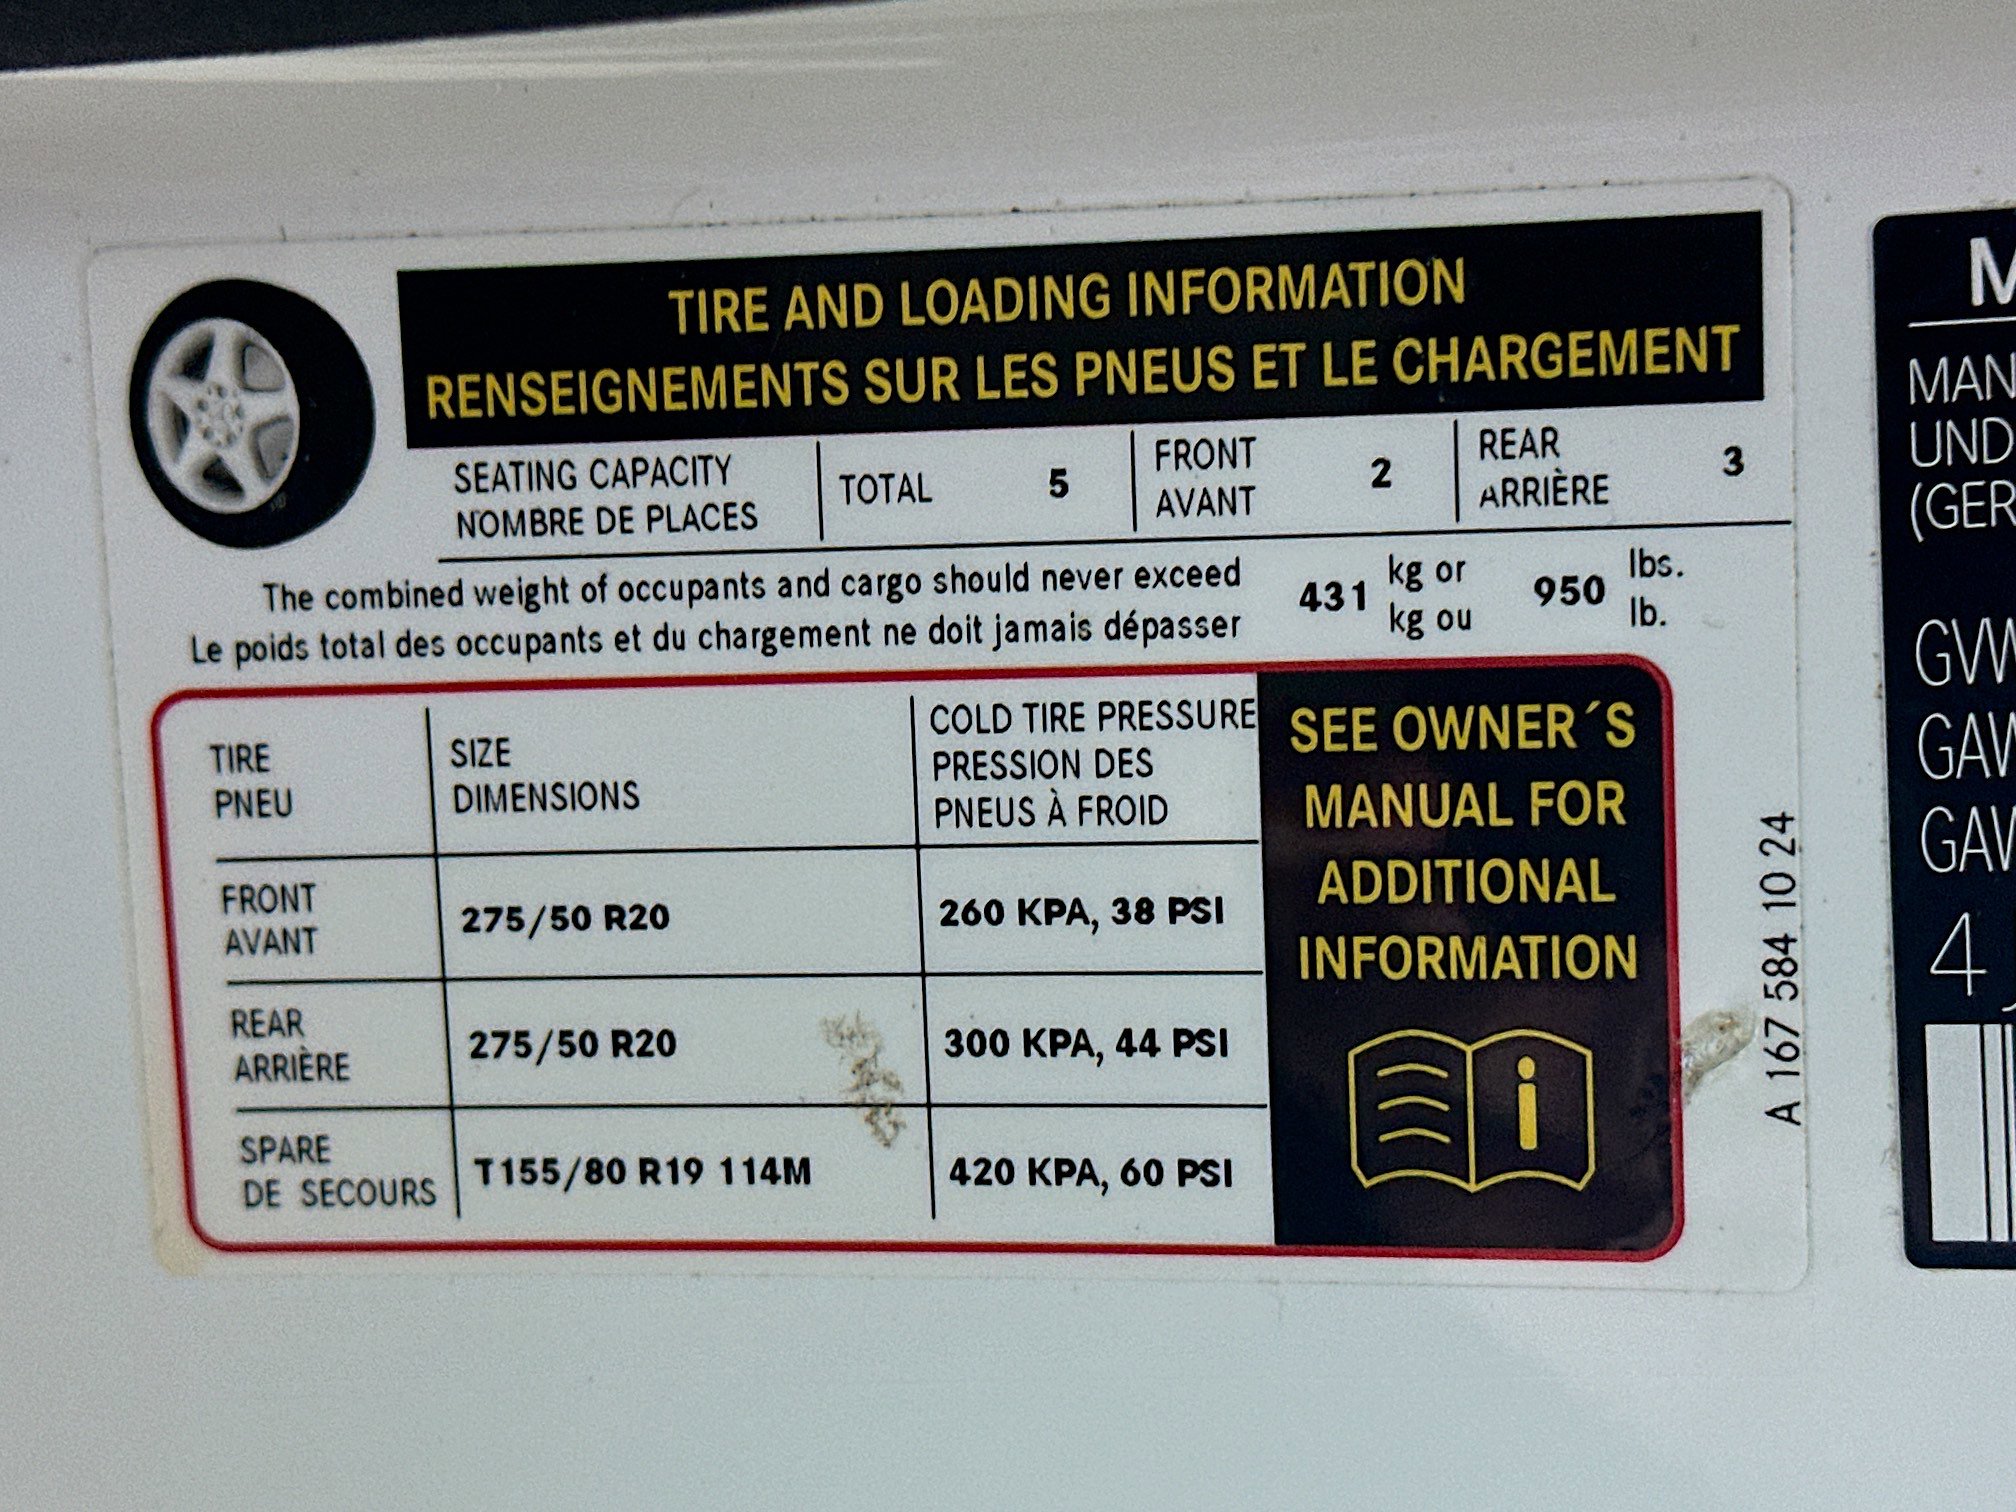 TIRE AND LOADING INFORMATION
RENSEIGNEMENTS SUR LES PNEUS ET LE CHARGEMENT
SEATING CAPACITY
NOMBRE DE PLACES
TOTAL 5
FRONT
AVANT
2
REAR
ARRIÈRE
3
The combined weight of occupants and cargo should never exceed 431 kg or 950 lbs.
Le poids total des occupants et du chargement ne doit jamais dépasser kg ou lb.
TIRE
PNEU
SIZE
DIMENSIONS
COLD TIRE PRESSURE
PRESSION DES
PNEUS À FROID
FRONT
AVANT
275/50 R20
260 KPA, 38 PSI
REAR
ARRIÈRE
275/50 R20
300 KPA, 44 PSI
SPARE
DE SECOURS
T155/80 R19 114M
420 KPA, 60 PSI
SEE OWNER´S
MANUAL FOR
ADDITIONAL
INFORMATION
A 167 584 10 24
MAN
UND
(GER
4